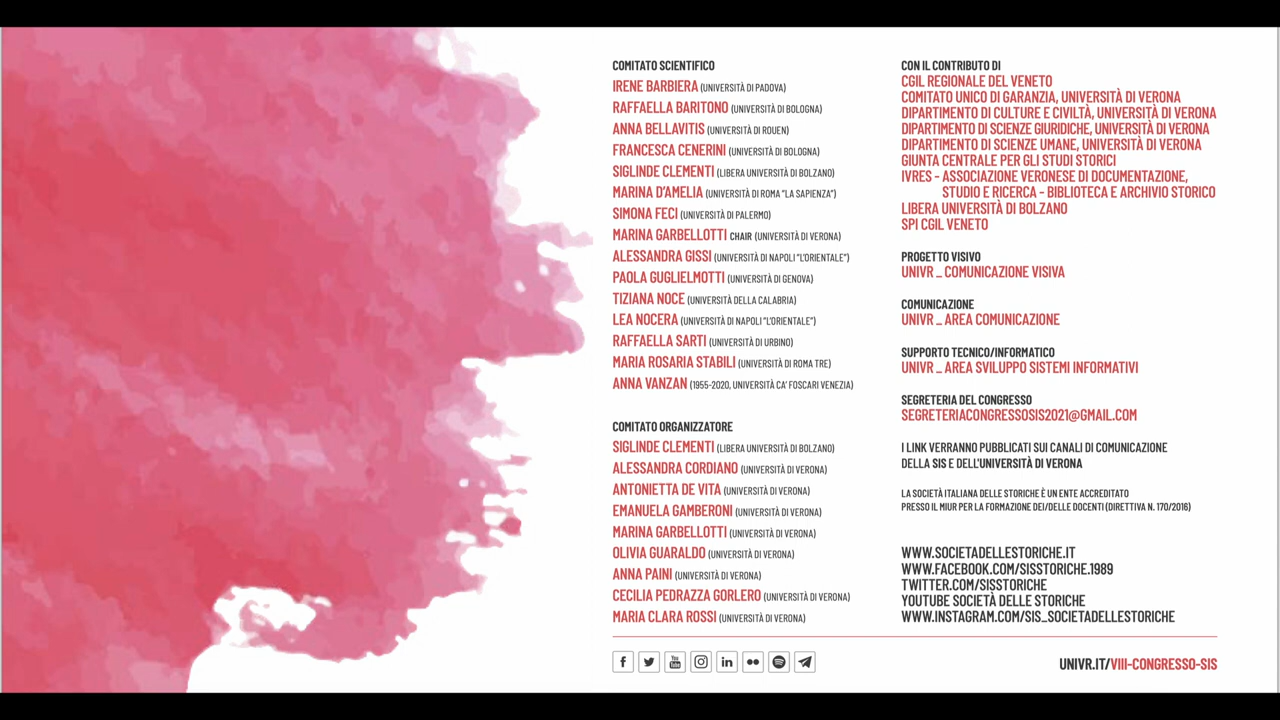 COMITATO SCIENTIFICO
IRENE BARBIERA (UNIVERSITÀ DI PADOVA)
RAFFAELLA BARITONO (UNIVERSITÀ DI BOLOGNA)
ANNA BELLAVITIS (UNIVERSITÀ DI ROUEN)
FRANCESCA CENERINI (UNIVERSITÀ DI BOLOGNA)
SIGLINDE CLEMENTI (LIBERA UNIVERSITÀ DI BOLZANO)
MARINA D'AMELIA (UNIVERSITÀ DI ROMA "LA SAPIENZA")
SIMONA FECI (UNIVERSITÀ DI PALERMO)
MARINA GARBELLOTTI CHAIR (UNIVERSITÀ DI VERONA)
ALESSANDRA GISSI (UNIVERSITÀ DI NAPOLI "L'ORIENTALE")
PAOLA GUGLIELMOTTI (UNIVERSITÀ DI GENOVA)
TIZIANA NOCE (UNIVERSITÀ DELLA CALABRIA)
LEA NOCERA (UNIVERSITÀ DI NAPOLI "L'ORIENTALE")
RAFFAELLA SARTI (UNIVERSITÀ DI URBINO)
MARIA ROSARIA STABILI (UNIVERSITÀ DI ROMA TRE)
ANNA VANZAN (1955-2020, UNIVERSITÀ CA' FOSCARI VENEZIA)
COMITATO ORGANIZZATORE
SIGLINDE CLEMENTI (LIBERA UNIVERSITÀ DI BOLZANO)
ALESSANDRA CORDIANO (UNIVERSITÀ DI VERONA)
ANTONIETTA DE VITA (UNIVERSITÀ DI VERONA)
EMANUELA GAMBERONI (UNIVERSITÀ DI VERONA)
MARINA GARBELLOTTI (UNIVERSITÀ DI VERONA)
OLIVIA GUARALDO (UNIVERSITÀ DI VERONA)
ANNA PAINI (UNIVERSITÀ DI VERONA)
CECILIA PEDRAZZA GORLERO (UNIVERSITÀ DI VERONA)
MARIA CLARA ROSSI (UNIVERSITÀ DI VERONA)
CON IL CONTRIBUTO DI
CGIL REGIONALE DEL VENETO
COMITATO UNICO DI GARANZIA, UNIVERSITÀ DI VERONA
DIPARTIMENTO DI CULTURE E CIVILTÀ, UNIVERSITÀ DI VERONA
DIPARTIMENTO DI SCIENZE GIURIDICHE, UNIVERSITÀ DI VERONA
DIPARTIMENTO DI SCIENZE UMANE, UNIVERSITÀ DI VERONA
GIUNTA CENTRALE PER GLI STUDI STORICI
IVRES - ASSOCIAZIONE VERONESE DI DOCUMENTAZIONE,
STUDIO E RICERCA - BIBLIOTECA E ARCHIVIO STORICO
LIBERA UNIVERSITÀ DI BOLZANO
SPI CGIL VENETO
PROGETTO VISIVO
UNIVR _ COMUNICAZIONE VISIVA
COMUNICAZIONE
UNIVR _ AREA COMUNICAZIONE
SUPPORTO TECNICO/INFORMATICO
UNIVR _ AREA SVILUPPO SISTEMI INFORMATIVI
SEGRETERIA DEL CONGRESSO
SEGRETERIACONGRESSOSIS2021@GMAIL.COM
I LINK VERRANNO PUBBLICATI SUI CANALI DI COMUNICAZIONE
DELLA SIS E DELL'UNIVERSITÀ DI VERONA
LA SOCIETÀ ITALIANA DELLE STORICHE È UN ENTE ACCREDITATO
PRESSO IL MIUR PER LA FORMAZIONE DEI/DELLE DOCENTI (DIRETTIVA N. 170/2016)
WWW.SOCIETADELLESTORICHE.IT
WWW.FACEBOOK.COM/SISSTORICHE.1989
TWITTER.COM/SISSTORICHE
YOUTUBE SOCIETÀ DELLE STORICHE
WWW.INSTAGRAM.COM/SIS_SOCIETADELLESTORICHE
UNIVR.IT/VIII-CONGRESSO-SIS